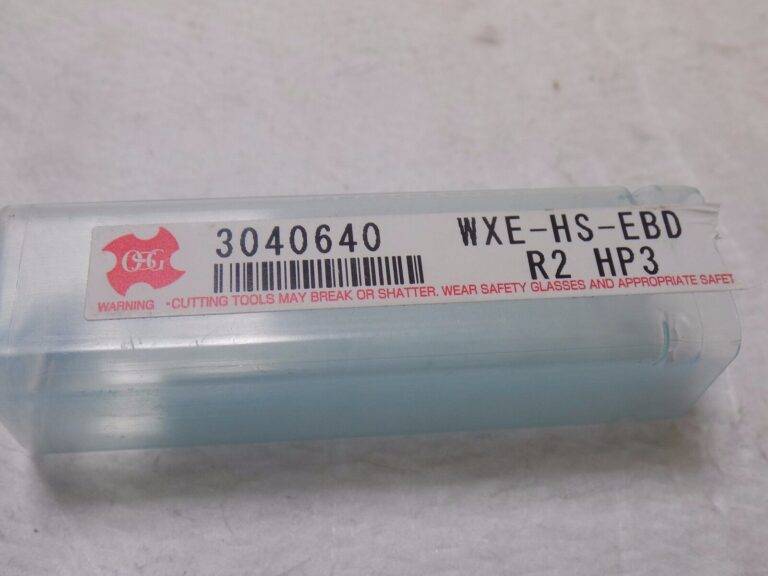 OSG
3040640
WXE-HS-EBD
R2 HP3
WARNING •CUTTING TOOLS MAY BREAK OR SHATTER. WEAR SAFETY GLASSES AND APPROPRIATE SAFET